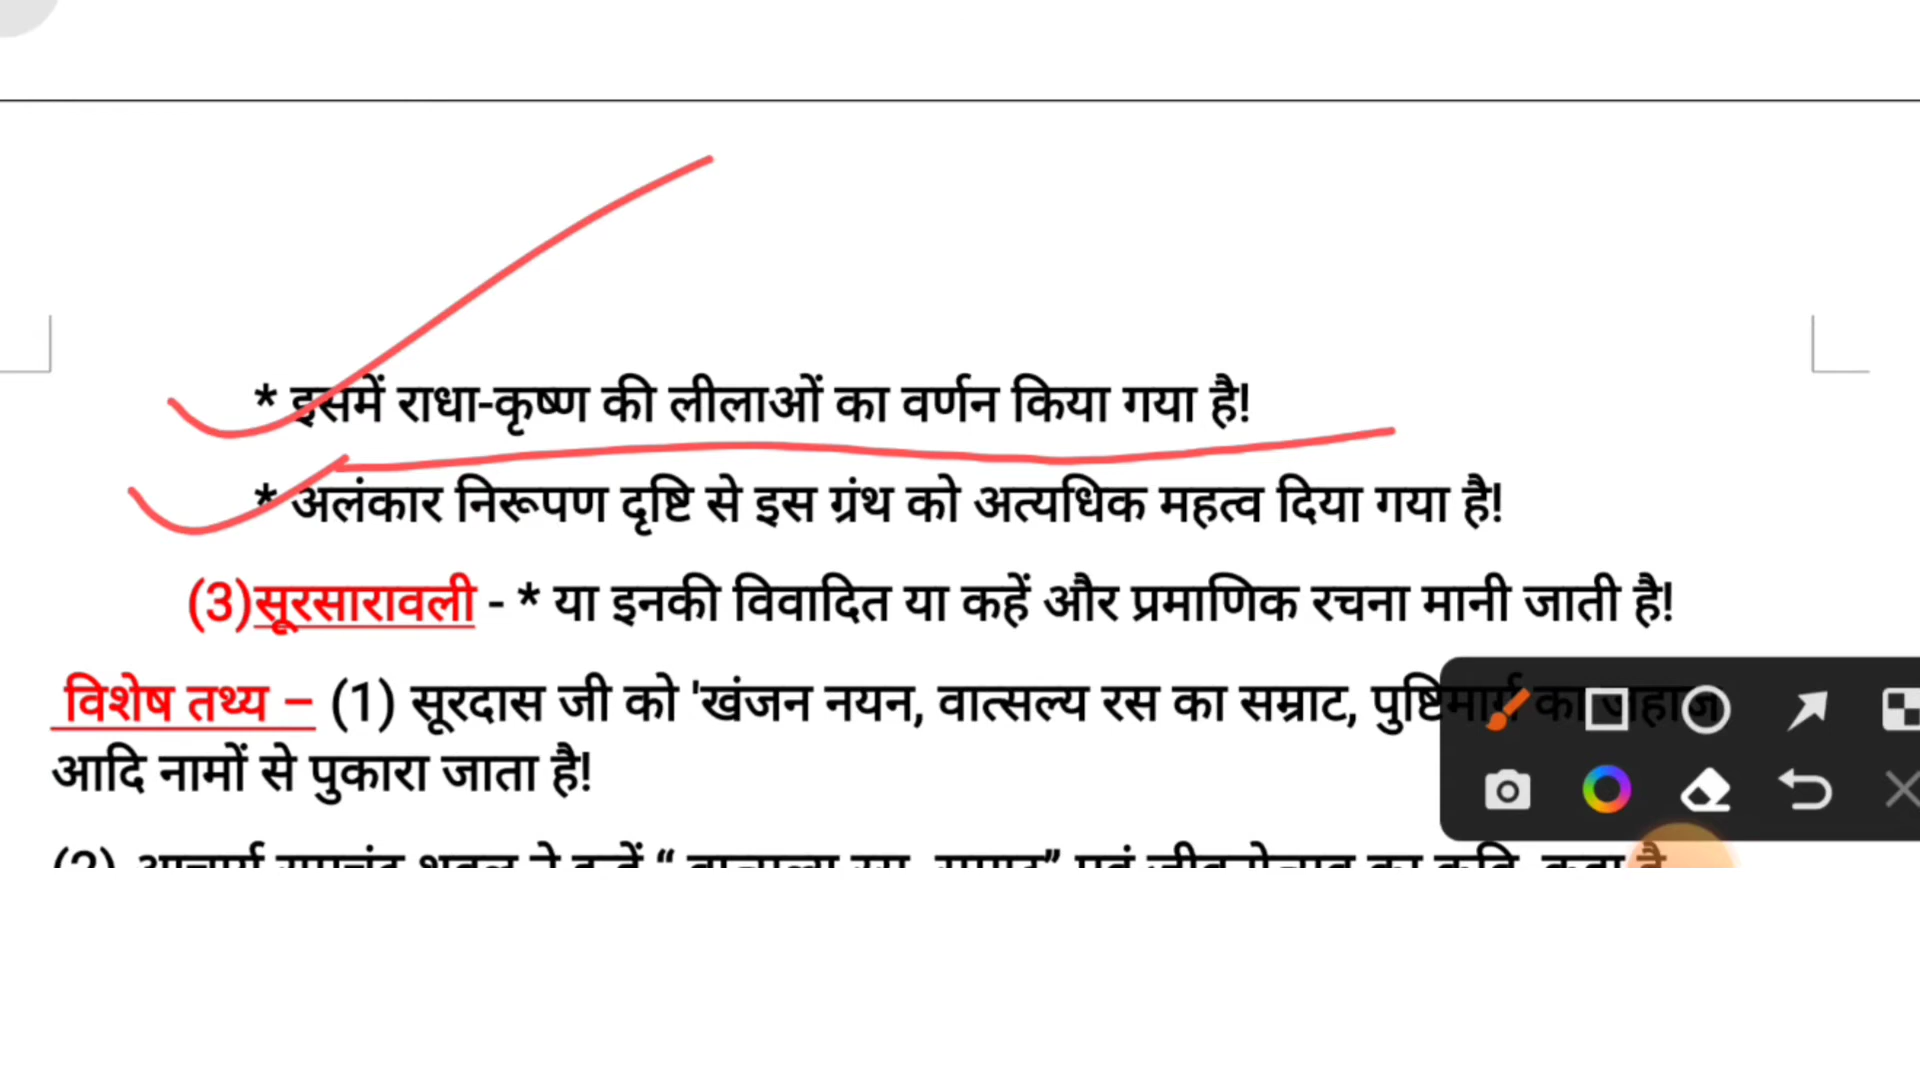 * इसमें राधा-कृष्ण की लीलाओं का वर्णन किया गया है!
* अलंकार निरूपण दृष्टि से इस ग्रंथ को अत्यधिक महत्व दिया गया है!
(3)सूरसारावली - * या इनकी विवादित या कहें और प्रमाणिक रचना मानी जाती है!
विशेष तथ्य – (1) सूरदास जी को 'खंजन नयन, वात्सल्य रस का सम्राट, पुष्टिमार्ग का जहाज
आदि नामों से पुकारा जाता है!